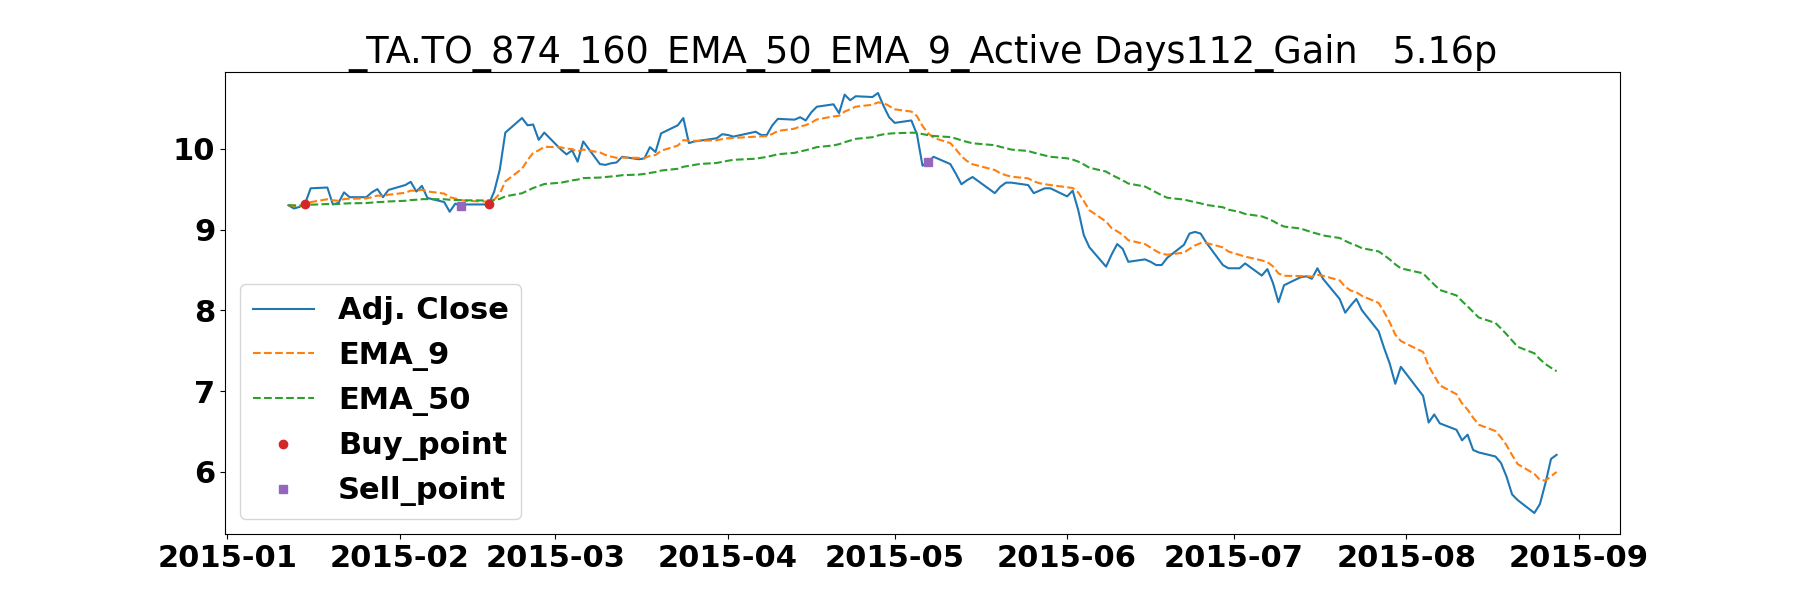 _TA.TO_874_160_EMA_50_EMA_9_Active Days112_Gain   5.16p
10
9
8
7
6
Adj. Close
EMA_9
EMA_50
Buy_point
Sell_point
2015-01 2015-02 2015-03 2015-04 2015-05 2015-06 2015-07 2015-08 2015-09